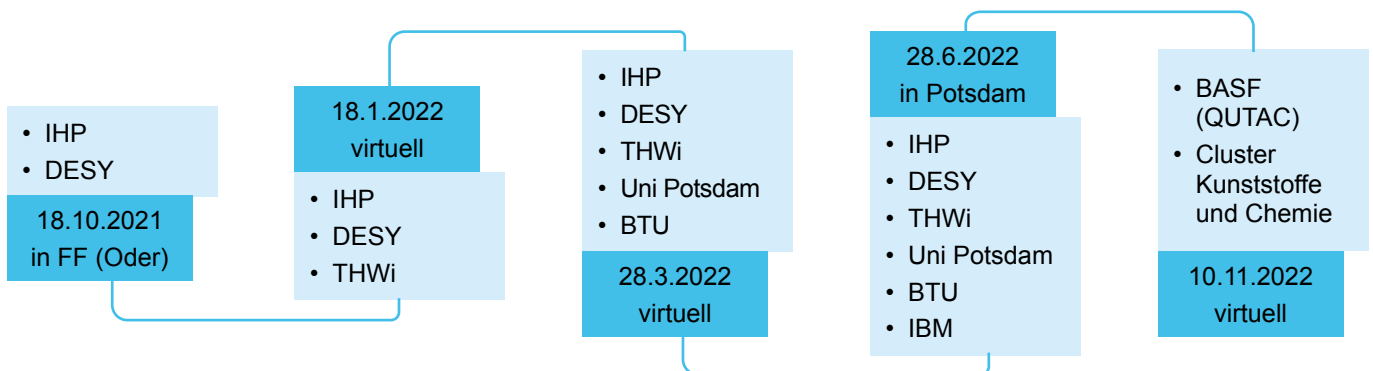 • IHP
• DESY
18.10.2021
in FF (Oder)
18.1.2022
virtuell
• IHP
• DESY
• THWi
• IHP
• DESY
• THWi
• Uni Potsdam
• BTU
28.3.2022
virtuell
28.6.2022
in Potsdam
• IHP
• DESY
• THWi
• Uni Potsdam
• BTU
• IBM
• BASF
(QUTAC)
• Cluster
Kunststoffe
und Chemie
10.11.2022
virtuell